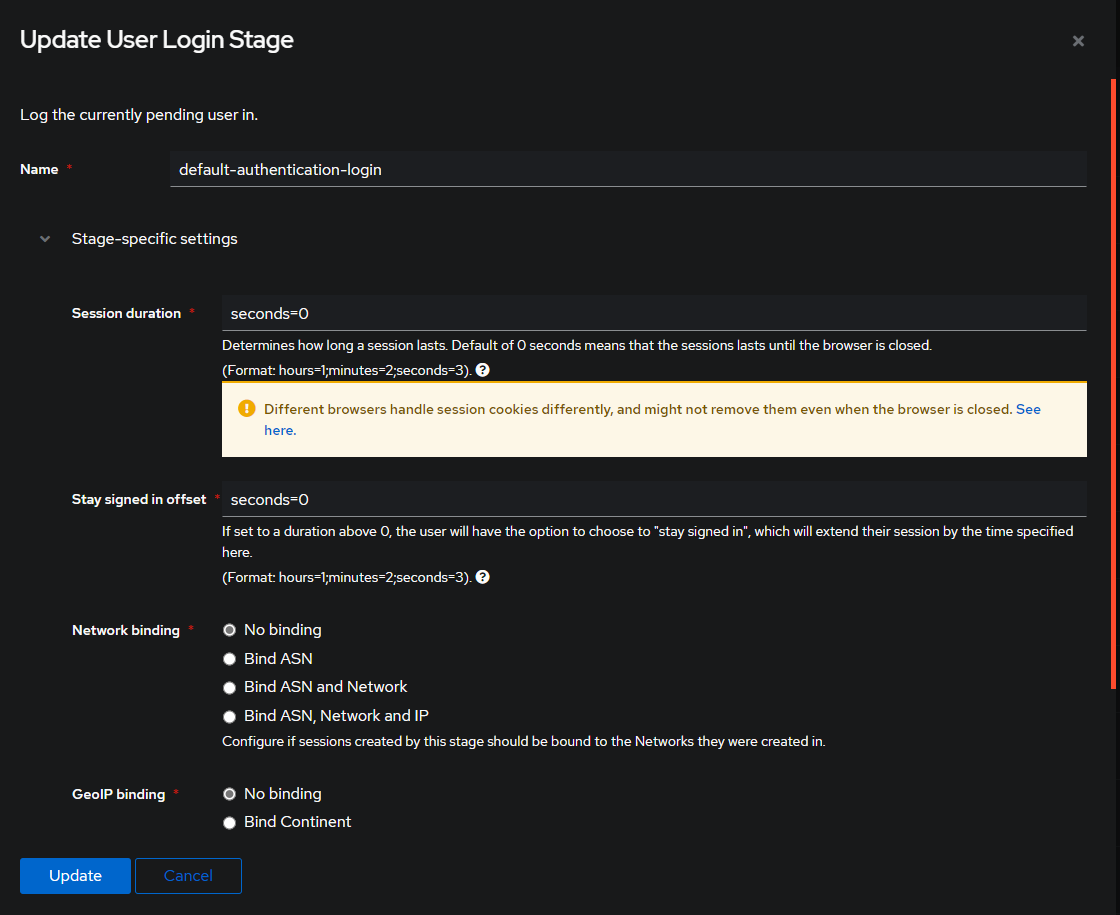 Update User Login Stage
Log the currently pending user in.
Name *
default-authentication-login
Stage-specific settings
Session duration *
seconds=0
Determines how long a session lasts. Default of 0 seconds means that the sessions lasts until the browser is closed.
(Format: hours=1;minutes=2;seconds=3).
Different browsers handle session cookies differently, and might not remove them even when the browser is closed. See
here.
Stay signed in offset *
seconds=0
If set to a duration above 0, the user will have the option to choose to "stay signed in", which will extend their session by the time specified
here.
(Format: hours=1;minutes=2;seconds=3).
Network binding *
No binding
Bind ASN
Bind ASN and Network
Bind ASN, Network and IP
Configure if sessions created by this stage should be bound to the Networks they were created in.
GeoIP binding *
No binding
Bind Continent
Update
Cancel